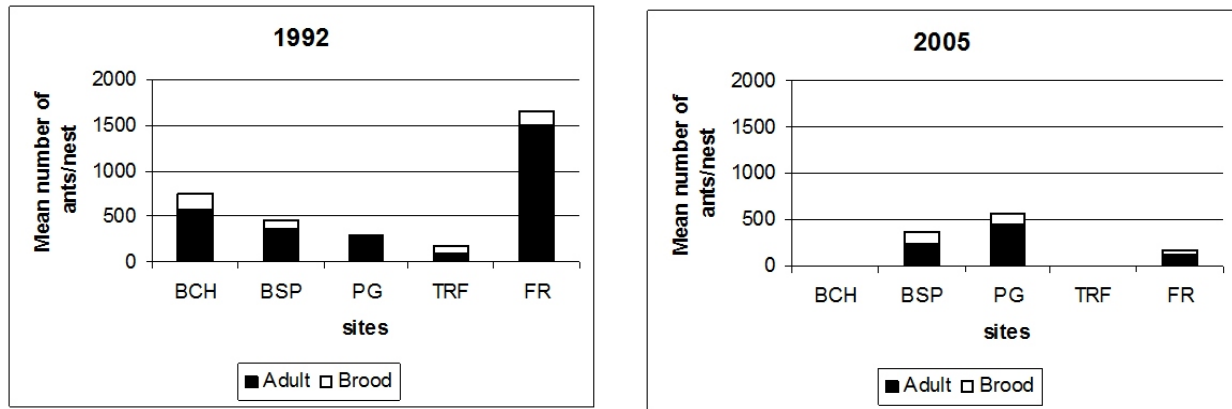 1992
Mean number of
ants/nest
2000
1500
1000
500
0
BCH BSP PG TRF FR
sites
Adult Brood
2005
Mean number of
ants/nest
2000
1500
1000
500
0
BCH BSP PG TRF FR
sites
Adult Brood